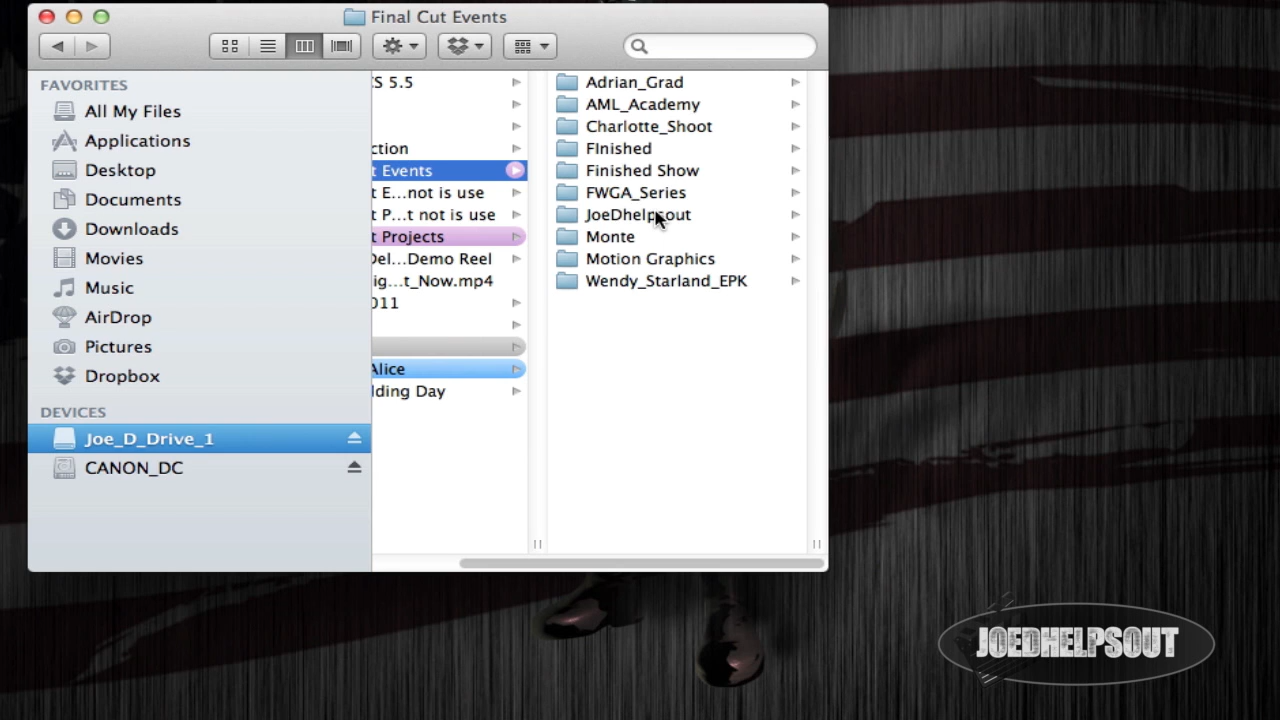 Final Cut Events
FAVORITES
All My Files
Applications
Desktop
Documents
Downloads
Movies
Music
AirDrop
Pictures
Dropbox
DEVICES
Joe_D_Drive_1
CANON_DC
CS 5.5
ction
t Events
t E...not is use
t P...t not is use
t Projects
Del...Demo Reel
ig...t_Now.mp4
011
Alice
lding Day
Adrian_Grad
AML_Academy
Charlotte_Shoot
FInished
Finished Show
FWGA_Series
JoeDhelpsout
Monte
Motion Graphics
Wendy_Starland_EPK
JOEDHELPSOUT